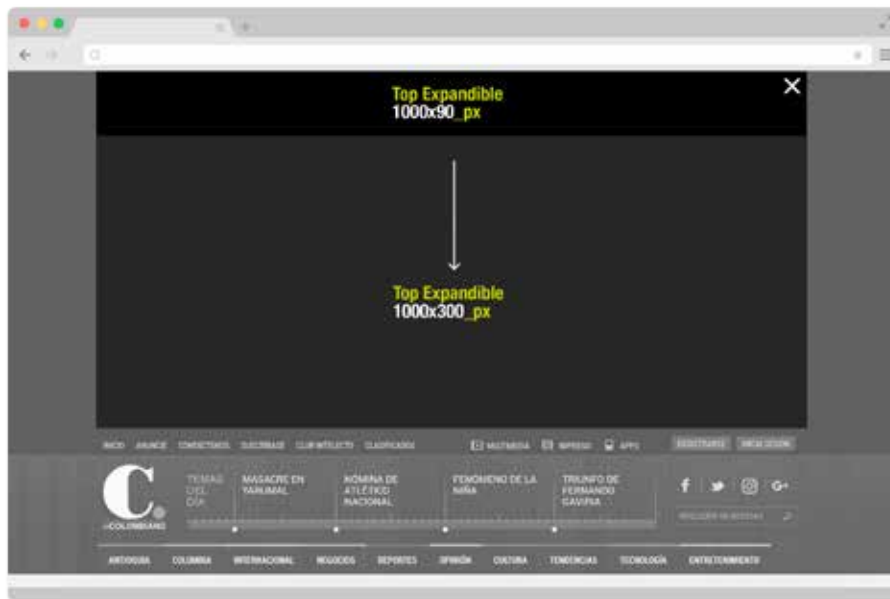 Top Expandible
1000x90_px
Top Expandible
1000x300_px
INICIO ANUNCIE CONTÁCTENOS SUSCRÍBASE CLUB INTELECTO CLASIFICADOS MULTIMEDIA IMPRESO APPS REGISTRARSE INICIAR SESIÓN
TEMAS DEL DÍA
MASACRE EN YARUMAL
NÓMINA DE ATLÉTICO NACIONAL
FENÓMENO DE LA NIÑA
TRIUNFO DE FERNANDO GAVIRIA
G+
C.
elCOLOMBIANO
ANTIOQUIA COLOMBIA INTERNACIONAL NEGOCIOS DEPORTES OPINIÓN CULTURA TENDENCIAS TECNOLOGÍA ENTRETENIMIENTO